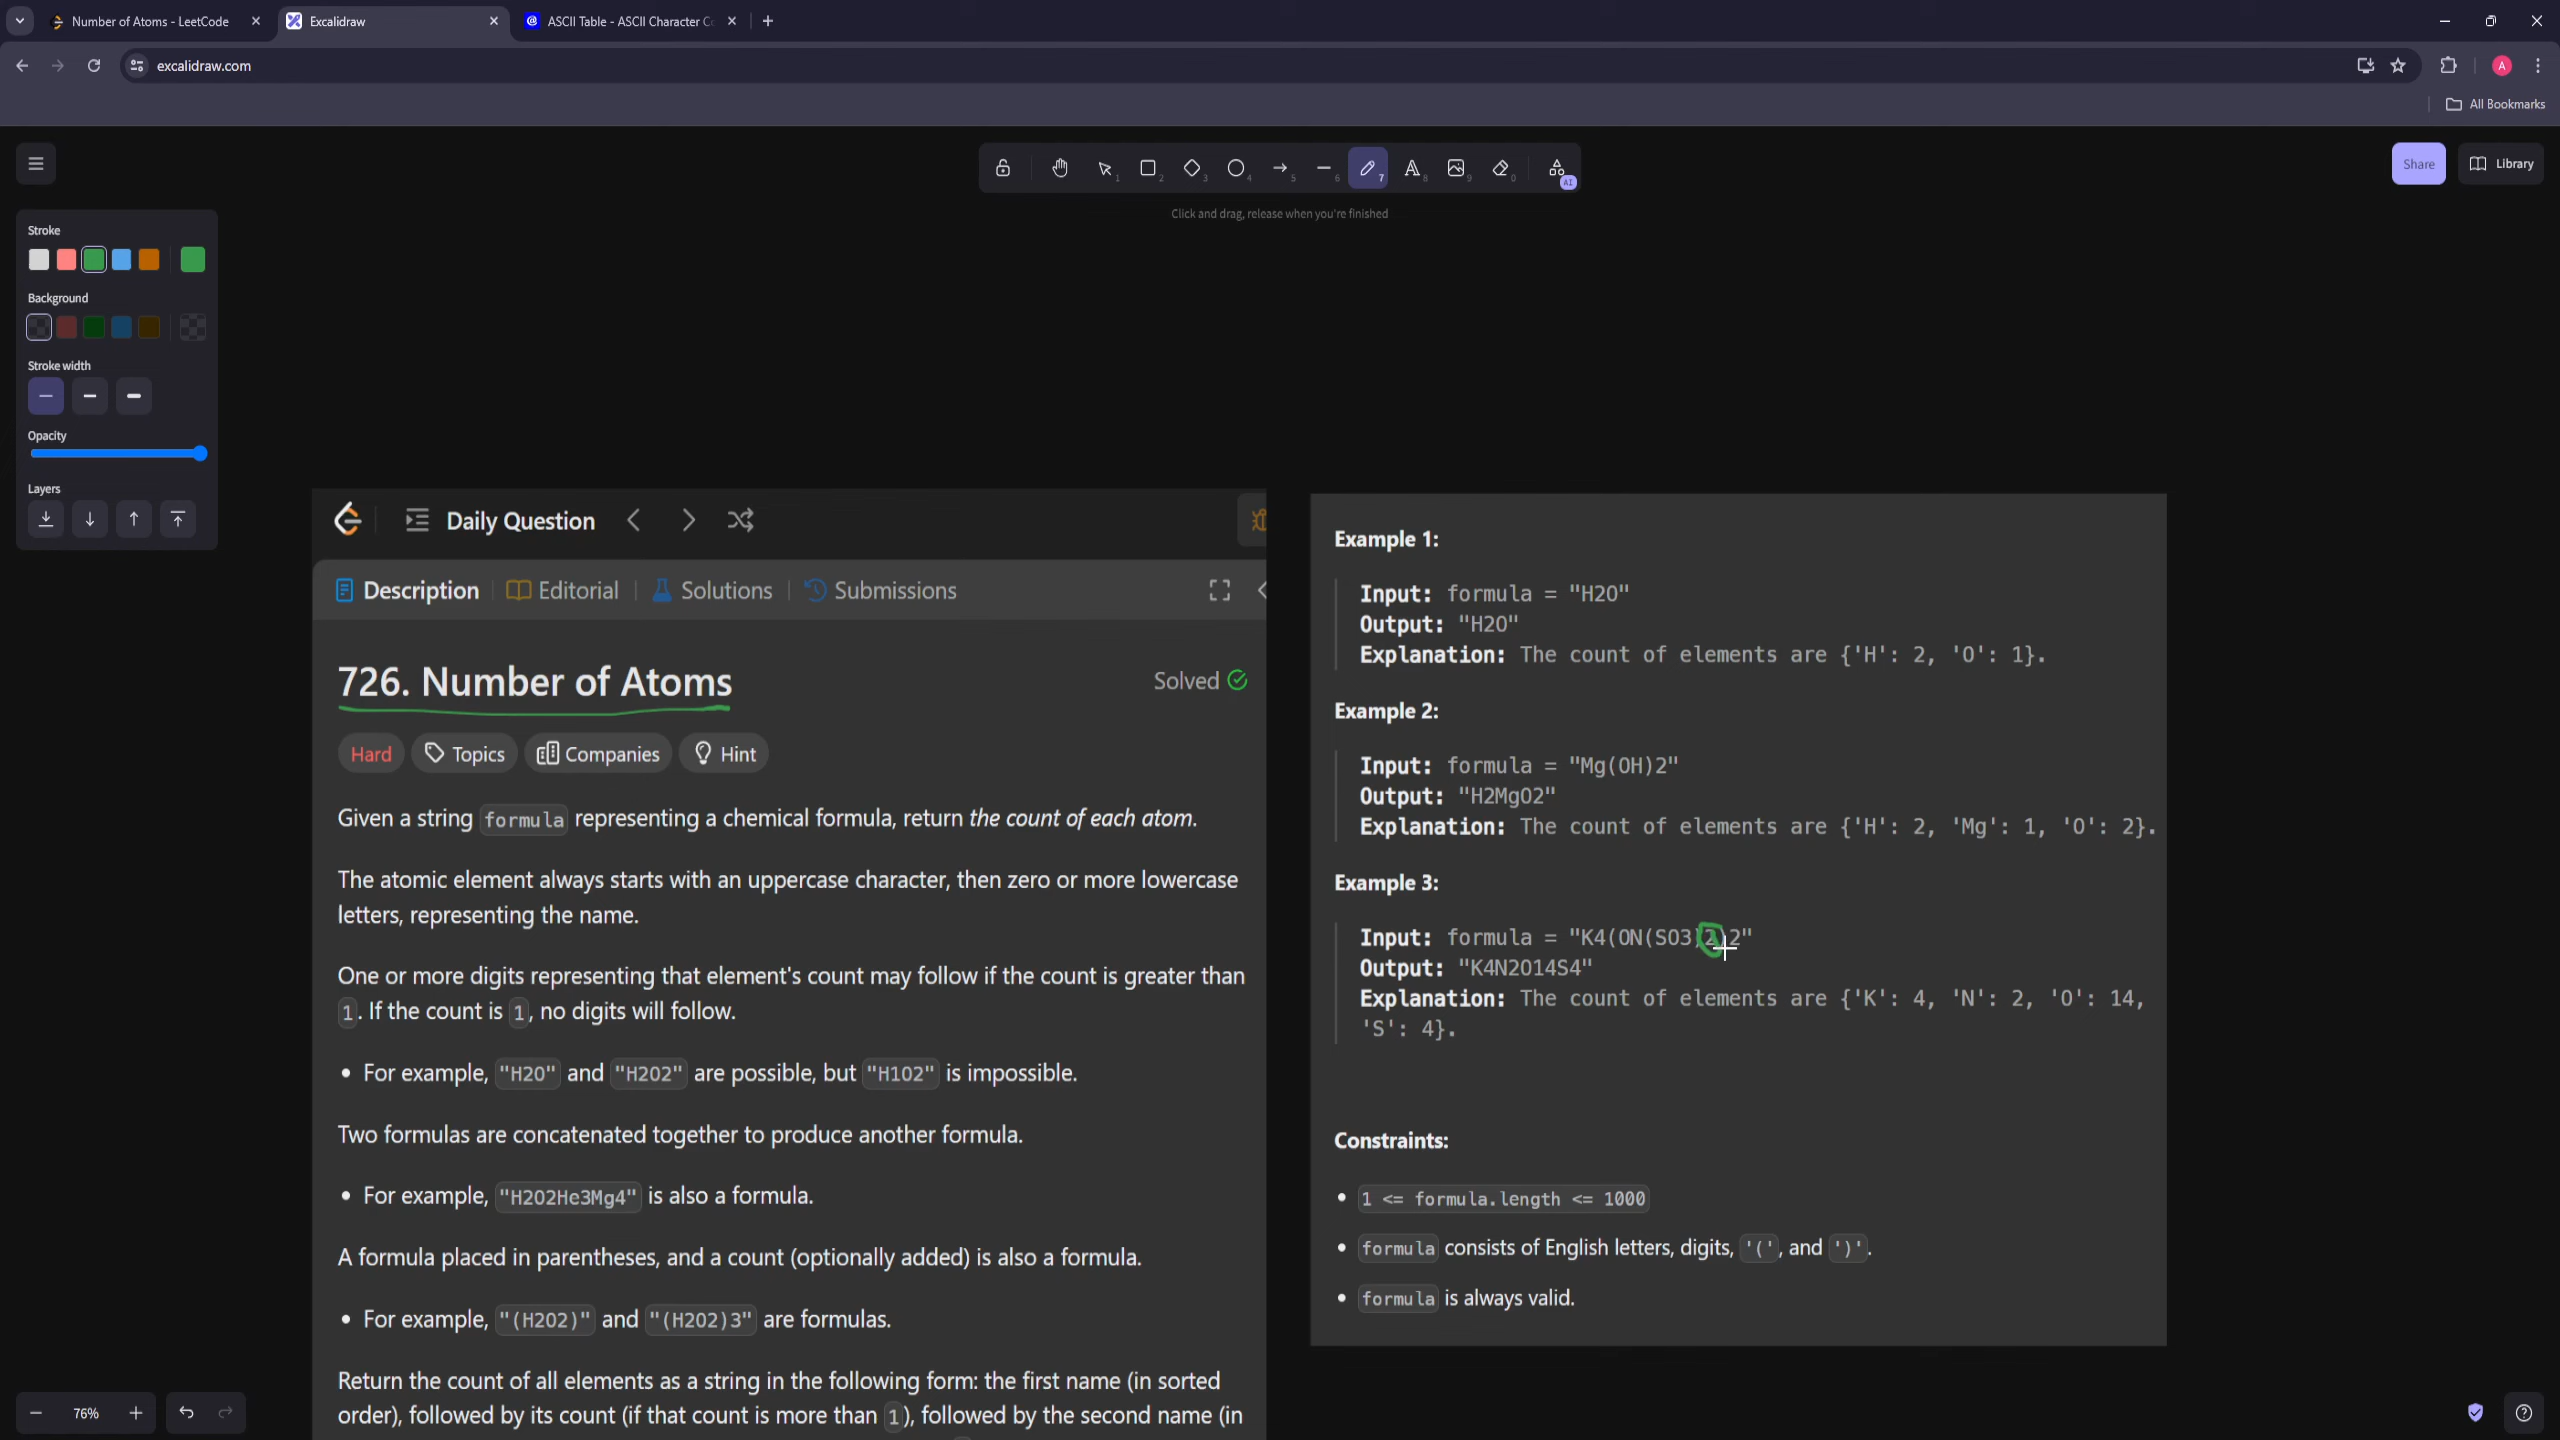 Number of Atoms - LeetCode
Excalidraw
ASCII Table - ASCII Character C
excalidraw.com
A
All Bookmarks
1
2
3
4
5
6
7
8
9
0
AI
Share
Library
Click and drag, release when you're finished
Stroke
Background
Stroke width
Opacity
Layers
Daily Question
Description
Editorial
Solutions
Submissions
726. Number of Atoms
Solved
Hard
Topics
Companies
Hint
Given a string formula representing a chemical formula, return the count of each atom.
The atomic element always starts with an uppercase character, then zero or more lowercase
letters, representing the name.
One or more digits representing that element's count may follow if the count is greater than
1. If the count is 1, no digits will follow.
• For example, "H2O" and "H2O2" are possible, but "H1O2" is impossible.
Two formulas are concatenated together to produce another formula.
• For example, "H2O2He3Mg4" is also a formula.
A formula placed in parentheses, and a count (optionally added) is also a formula.
• For example, "(H2O2)" and "(H2O2)3" are formulas.
Return the count of all elements as a string in the following form: the first name (in sorted
order), followed by its count (if that count is more than 1), followed by the second name (in
Example 1:
Input: formula = "H2O"
Output: "H2O"
Explanation: The count of elements are {'H': 2, 'O': 1}.
Example 2:
Input: formula = "Mg(OH)2"
Output: "H2MgO2"
Explanation: The count of elements are {'H': 2, 'Mg': 1, 'O': 2}.
Example 3:
Input: formula = "K4(ON(SO3)2)2"
Output: "K4N2O14S4"
Explanation: The count of elements are {'K': 4, 'N': 2, 'O': 14,
'S': 4}.
Constraints:
• 1 <= formula.length <= 1000
• formula consists of English letters, digits, '(', and ')'.
• formula is always valid.
76%